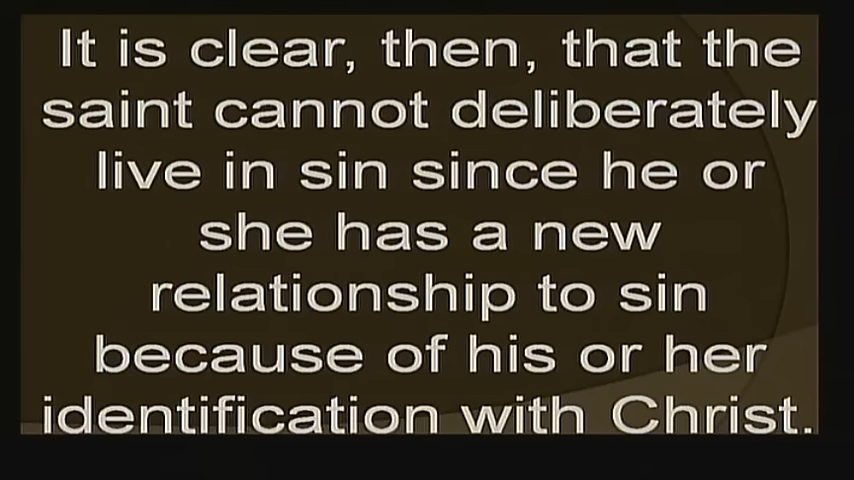 It is clear, then, that the
saint cannot deliberately
live in sin since he or
she has a new
relationship to sin
because of his or her
identification with Christ.